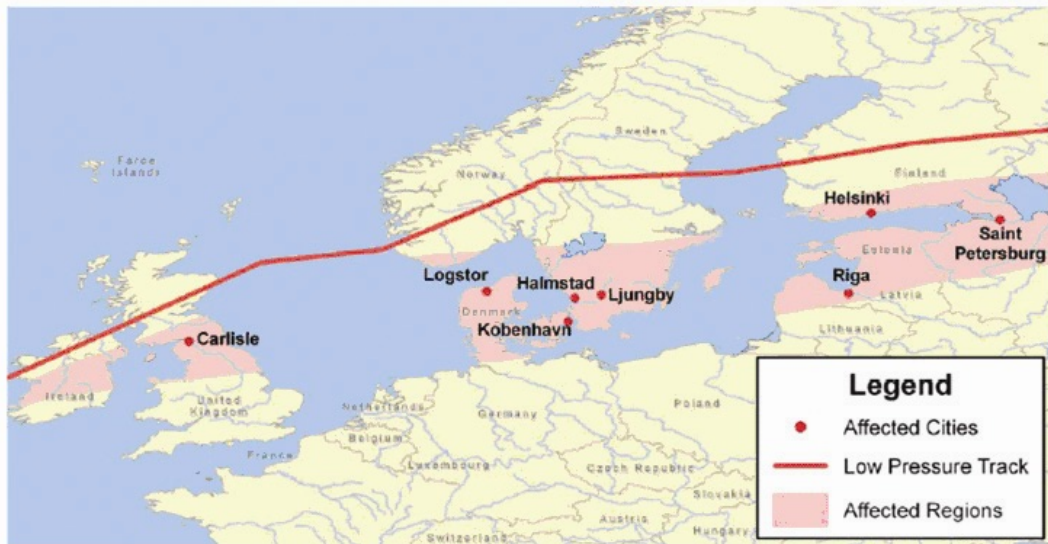 Faroe
Islands
Norway
Sweden
Finland
Helsinki
Saint
Petersburg
Estonia
Logstor
Halmstad
Ljungby
Riga
Latvia
Denmark
Kobenhavn
Lithuania
Carlisle
Ireland
United
Kingdom
Netherlands
Germany
Poland
Belgium
France
Luxembourg
Czech Republic
Slovakia
Austria
Hungary
Switzerland
Legend
Affected Cities
Low Pressure Track
Affected Regions